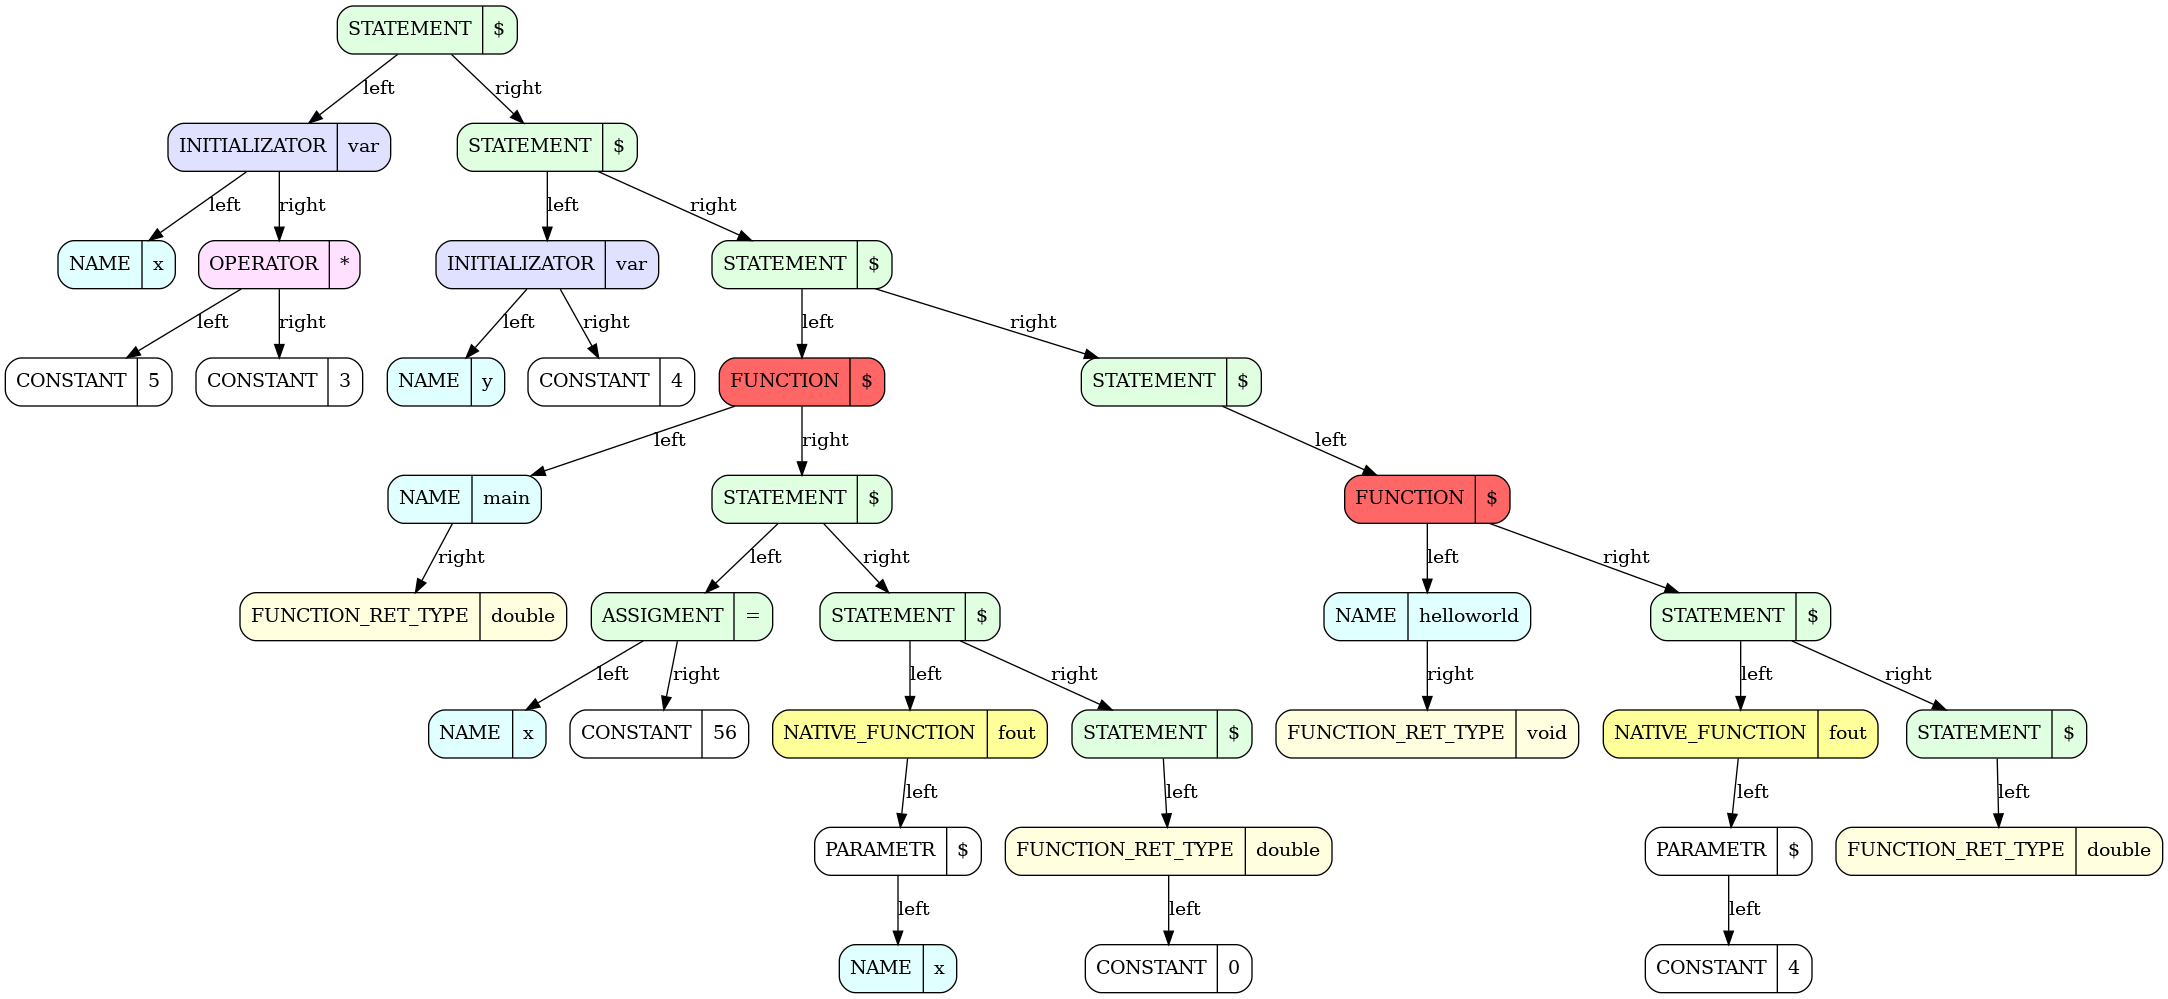 STATEMENT $
left right
INITIALIZATOR var STATEMENT $
left right left right
NAME x OPERATOR * INITIALIZATOR var STATEMENT $
left right left right left right
CONSTANT 5 CONSTANT 3 NAME y CONSTANT 4 FUNCTION $ STATEMENT $
left right left
NAME main STATEMENT $ FUNCTION $
right left right left right
FUNCTION_RET_TYPE double ASSIGMENT = STATEMENT $ NAME helloworld STATEMENT $
left right left right right left right
NAME x CONSTANT 56 NATIVE_FUNCTION fout STATEMENT $ FUNCTION_RET_TYPE void NATIVE_FUNCTION fout STATEMENT $
left left left left
PARAMETR $ FUNCTION_RET_TYPE double PARAMETR $ FUNCTION_RET_TYPE double
left left left
NAME x CONSTANT 0 CONSTANT 4